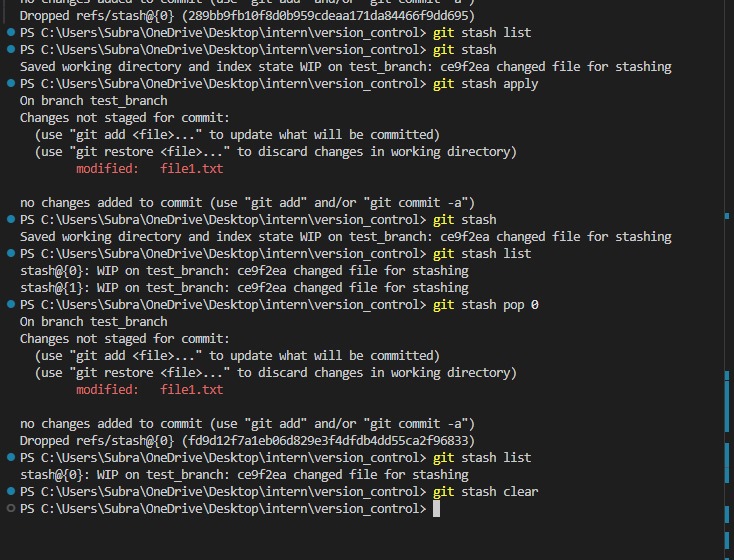 no changes added to commit (use "git add" and/or "git commit -a")
Dropped refs/stash@{0} (289bb9fb10f8d0b959cdeaa171da84466f9dd695)
PS C:\Users\Subra\OneDrive\Desktop\intern\version_control> git stash list
PS C:\Users\Subra\OneDrive\Desktop\intern\version_control> git stash
Saved working directory and index state WIP on test_branch: ce9f2ea changed file for stashing
PS C:\Users\Subra\OneDrive\Desktop\intern\version_control> git stash apply
On branch test_branch
Changes not staged for commit:
  (use "git add <file>..." to update what will be committed)
  (use "git restore <file>..." to discard changes in working directory)
        modified:   file1.txt
no changes added to commit (use "git add" and/or "git commit -a")
PS C:\Users\Subra\OneDrive\Desktop\intern\version_control> git stash
Saved working directory and index state WIP on test_branch: ce9f2ea changed file for stashing
PS C:\Users\Subra\OneDrive\Desktop\intern\version_control> git stash list
stash@{0}: WIP on test_branch: ce9f2ea changed file for stashing
stash@{1}: WIP on test_branch: ce9f2ea changed file for stashing
PS C:\Users\Subra\OneDrive\Desktop\intern\version_control> git stash pop 0
On branch test_branch
Changes not staged for commit:
  (use "git add <file>..." to update what will be committed)
  (use "git restore <file>..." to discard changes in working directory)
        modified:   file1.txt
no changes added to commit (use "git add" and/or "git commit -a")
Dropped refs/stash@{0} (fd9d12f7a1eb06d829e3f4dfdb4dd55ca2f96833)
PS C:\Users\Subra\OneDrive\Desktop\intern\version_control> git stash list
stash@{0}: WIP on test_branch: ce9f2ea changed file for stashing
PS C:\Users\Subra\OneDrive\Desktop\intern\version_control> git stash clear
PS C:\Users\Subra\OneDrive\Desktop\intern\version_control>